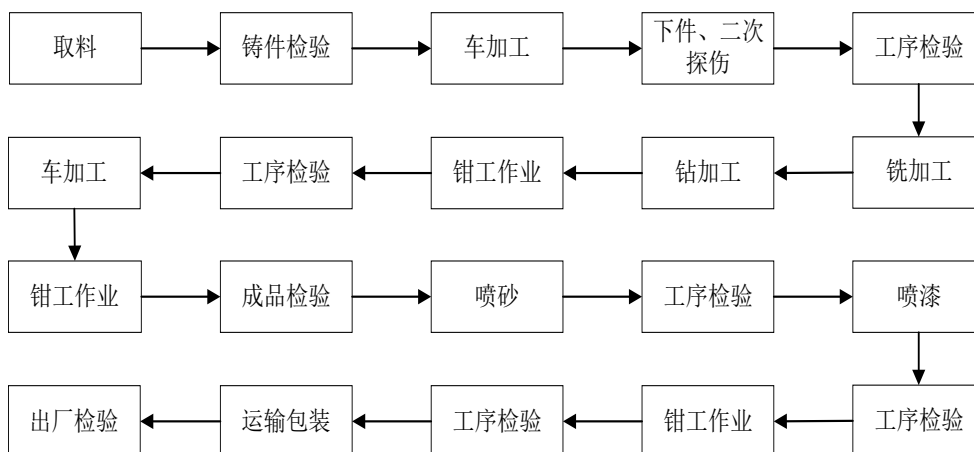 取料
铸件检验
车加工
下件、二次
探伤
工序检验
铣加工
钻加工
钳工作业
工序检验
车加工
钳工作业
成品检验
喷砂
工序检验
喷漆
工序检验
钳工作业
工序检验
运输包装
出厂检验